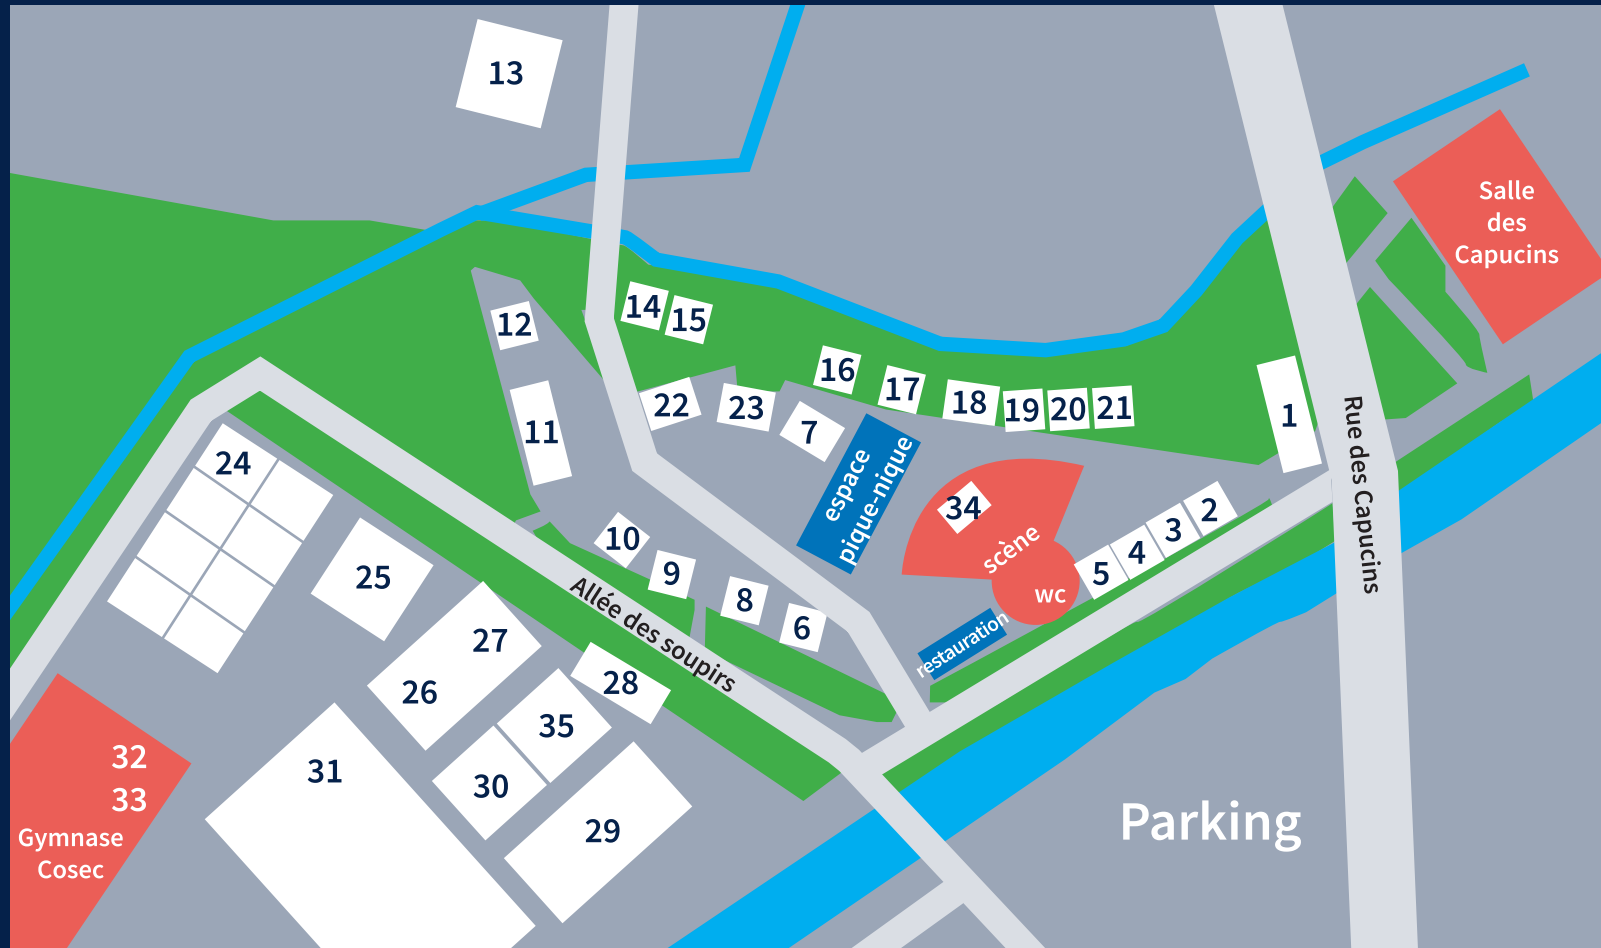 13
Salle
des
Capucins
14
15
12
16
17
18
19
20
21
22
23
7
1
11
Rue des Capucins
24
espace
pique-nique
34
scène
wc
2
3
4
5
10
9
8
6
25
Allée des soupirs
restauration
27
26
28
35
30
31
29
32
33
Gymnase
Cosec
Parking